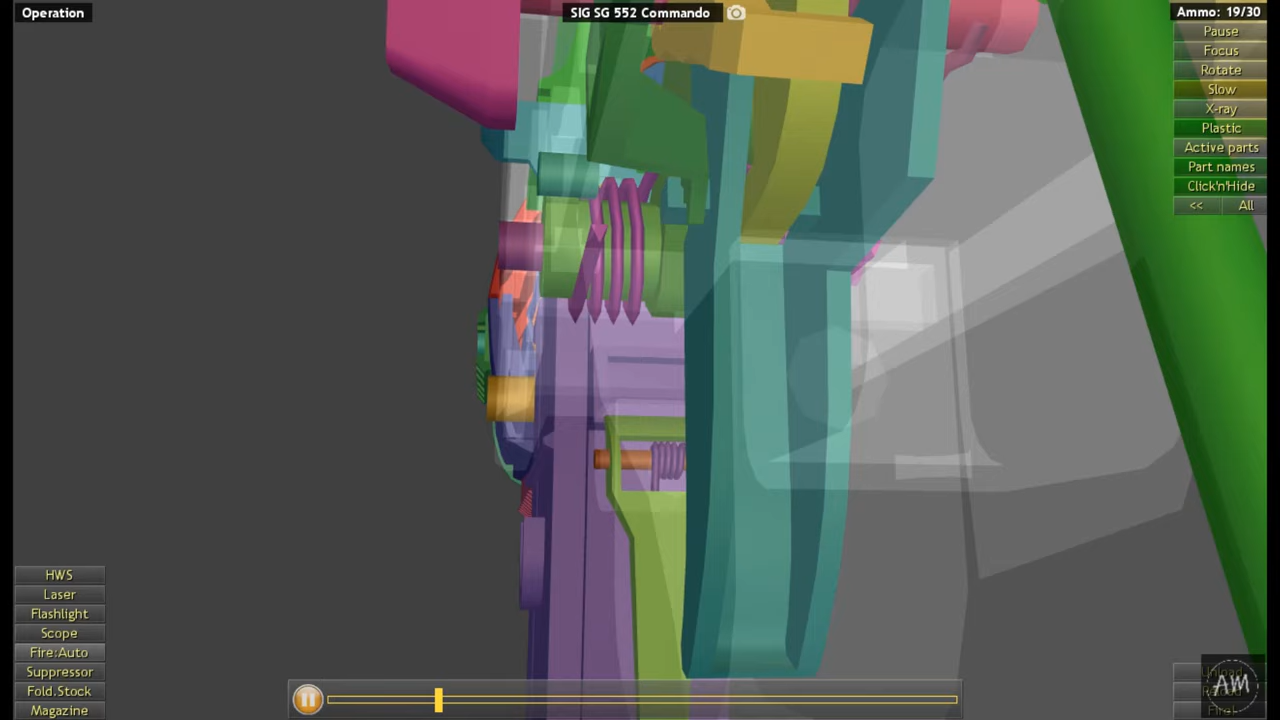 Operation
SIG SG 552 Commando
Ammo: 19/30
Pause
Focus
Rotate
Slow
X-ray
Plastic
Active parts
Part names
Click'n'Hide
<< All
HWS
Laser
Flashlight
Scope
Fire:Auto
Suppressor
Fold.Stock
Magazine
AM